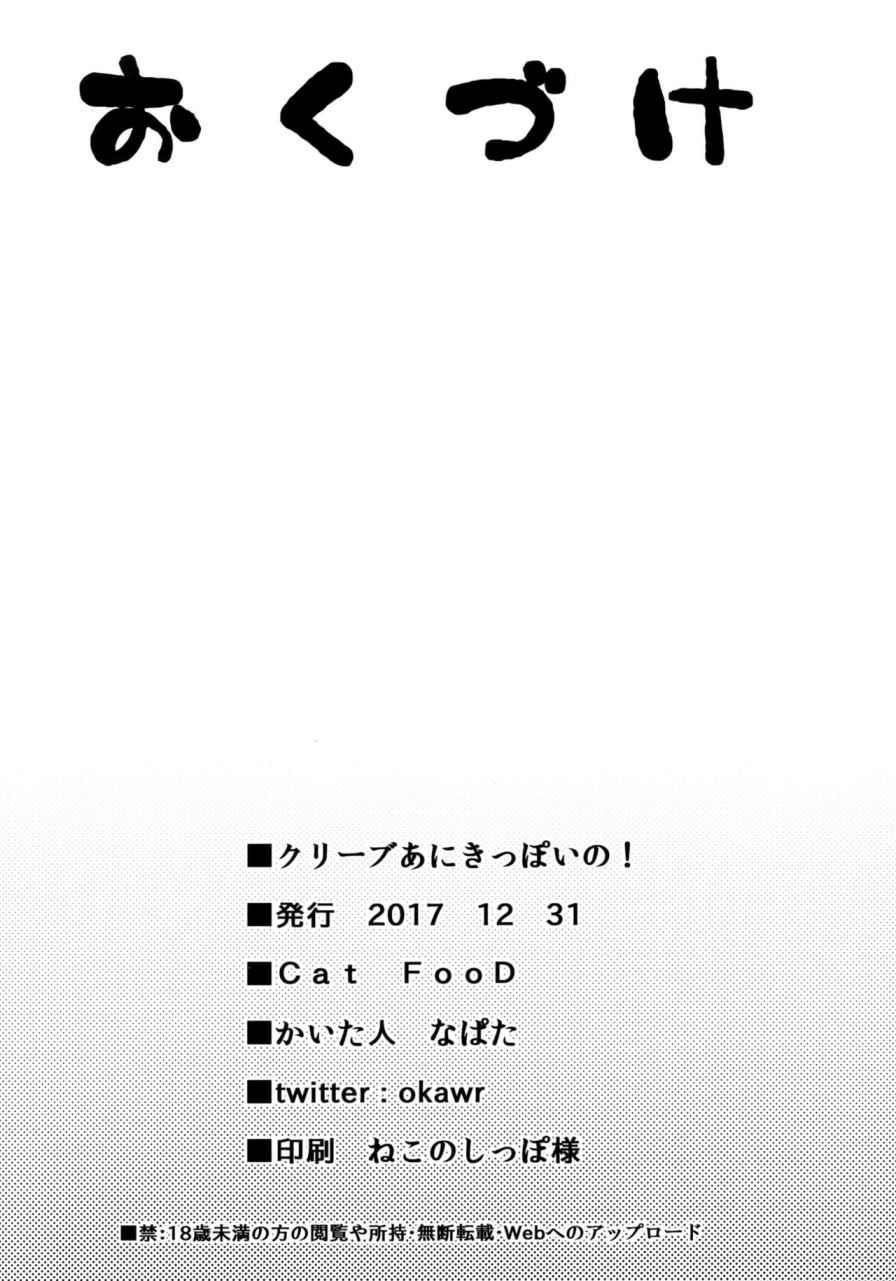 おくづけ
■クリーブあにきっぽいの！
■発行　2017　12　31
■Ｃａｔ　ＦｏｏＤ
■かいた人　なぱた
■twitter : okawr
■印刷　ねこのしっぽ様
■禁：18歳未満の方の閲覧や所持・無断転載・Webへのアップロード